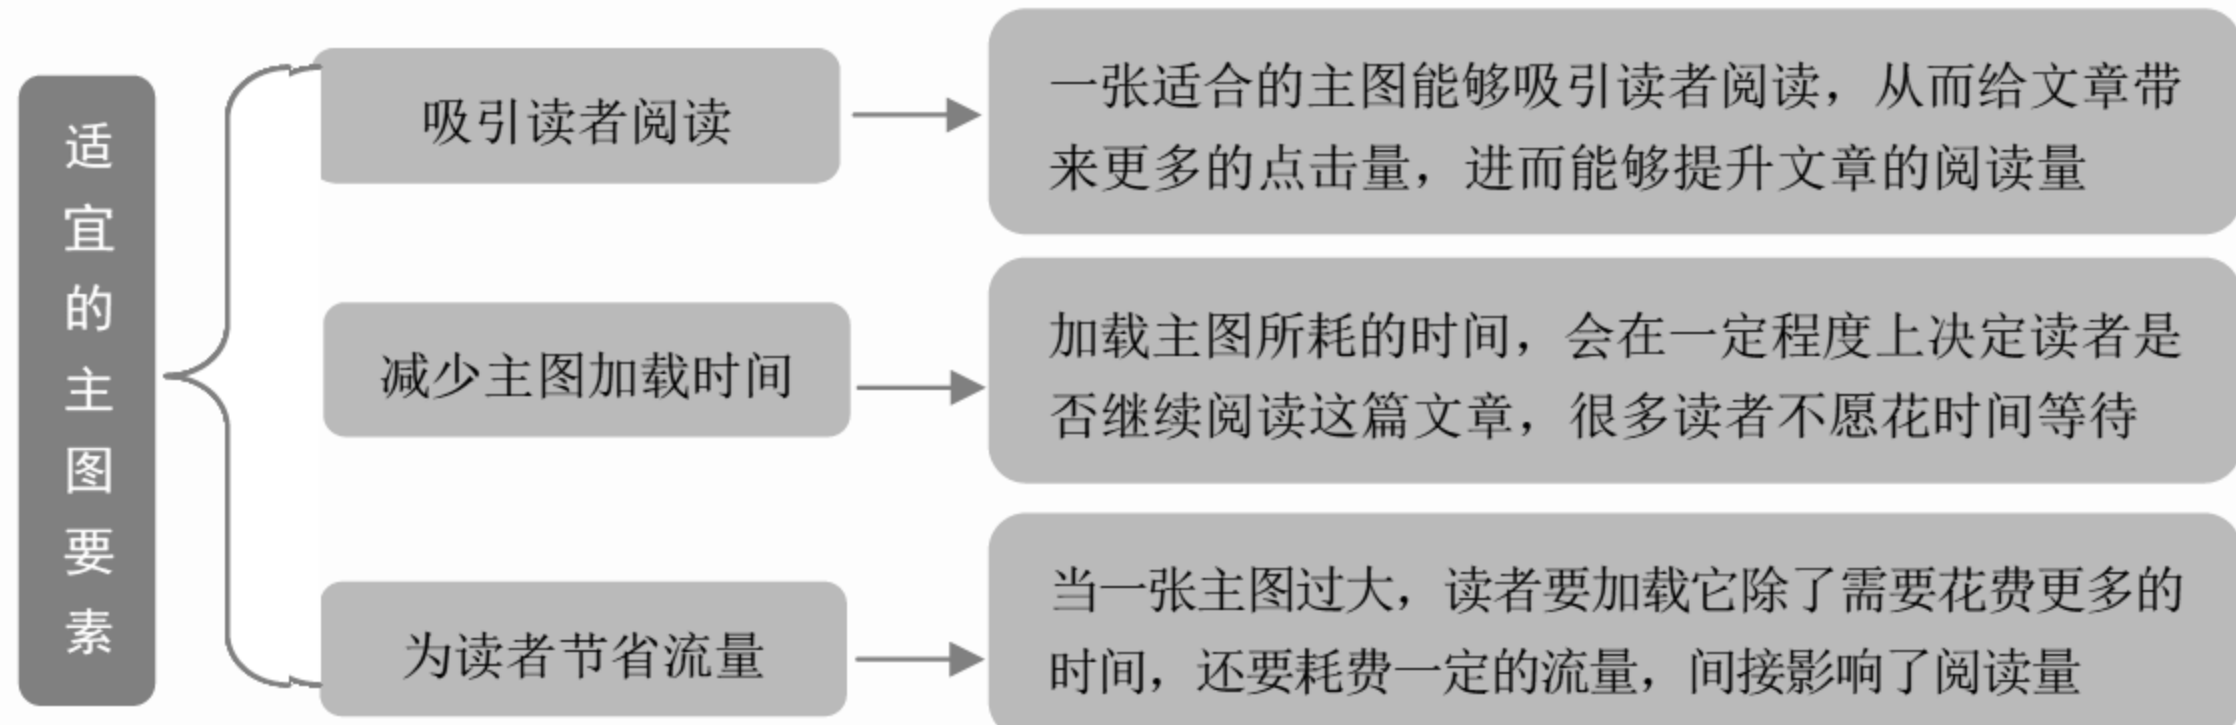 适宜的主图要素
吸引读者阅读
一张适合的主图能够吸引读者阅读，从而给文章带
来更多的点击量，进而能够提升文章的阅读量
减少主图加载时间
加载主图所耗的时间，会在一定程度上决定读者是
否继续阅读这篇文章，很多读者不愿花时间等待
为读者节省流量
当一张主图过大，读者要加载它除了需要花费更多的
时间，还要耗费一定的流量，间接影响了阅读量